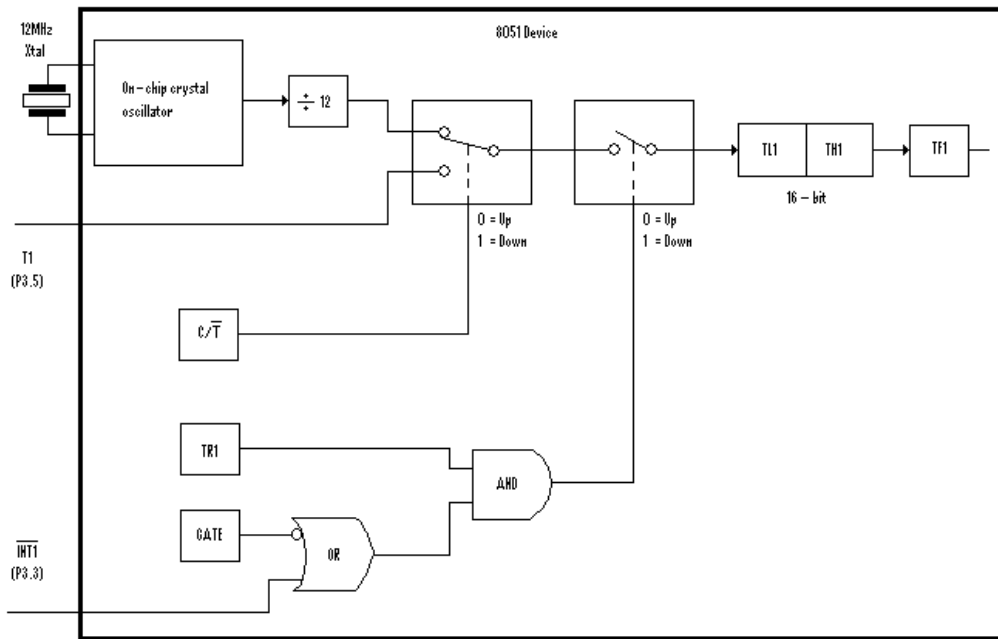 12MHz
Xtal
8051 Device
On-chip crystal
oscillator
÷ 12
TL1
TH1
TF1
16 - bit
0 = Up
1 = Down
0 = Up
1 = Down
T1
(P3.5)
C/T̅
TR1
AND
GATE
OR
I̅N̅T̅1̅
(P3.3)